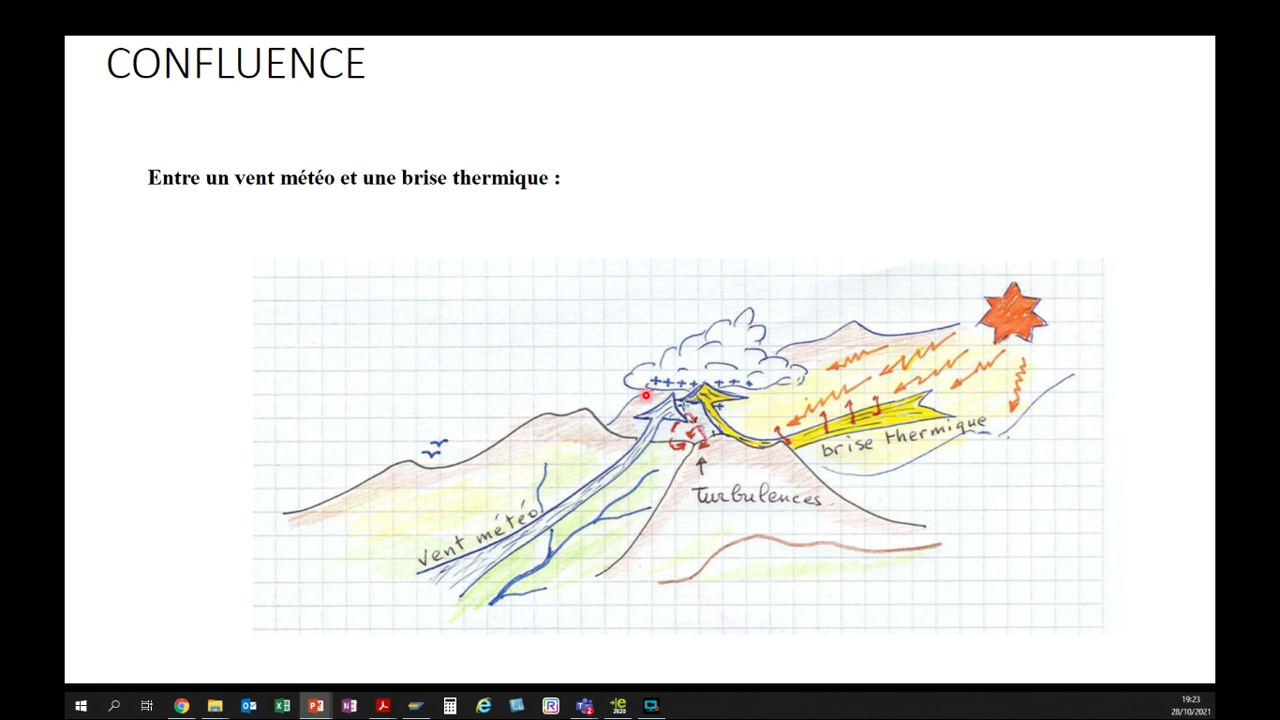 CONFLUENCE
Entre un vent météo et une brise thermique :
brise thermique
turbulences
vent météo
19:23
28/10/2021